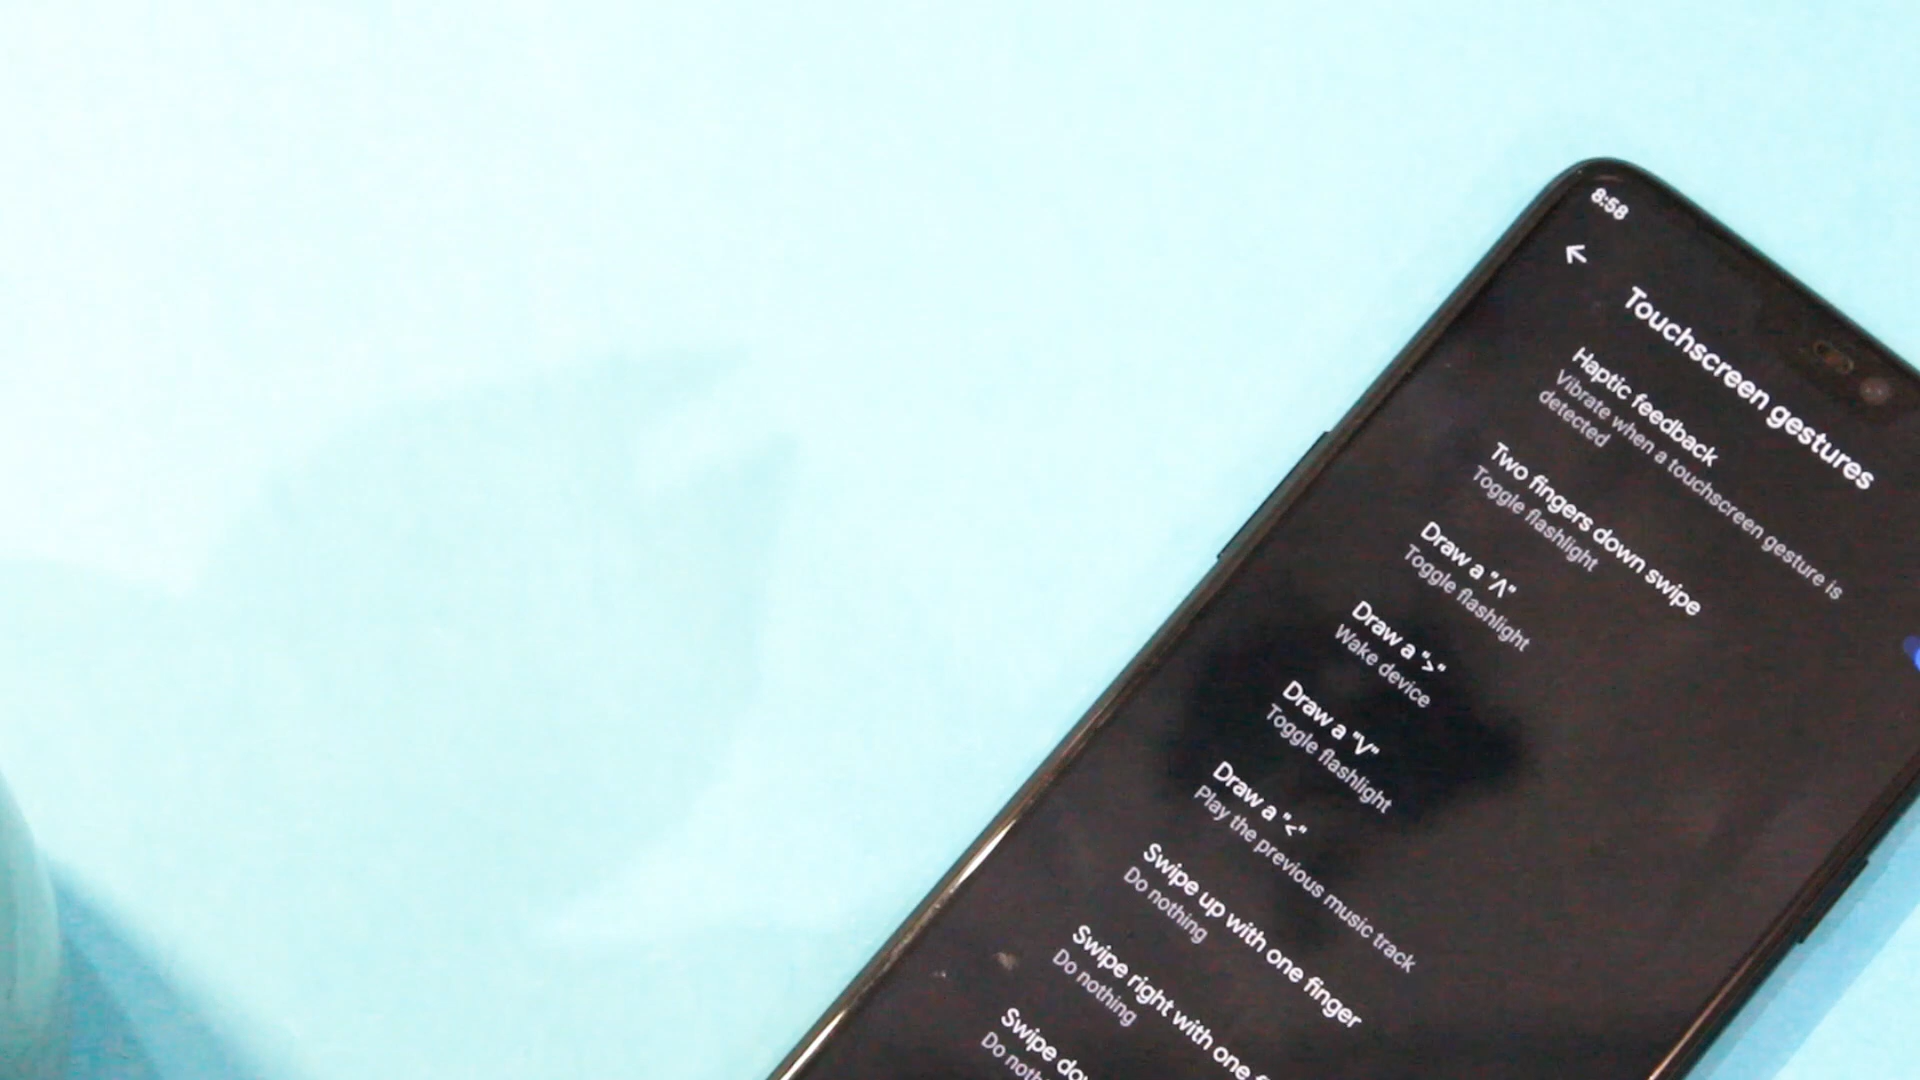 8:58
Touchscreen gestures
Haptic feedback
Vibrate when a touchscreen gesture is
detected
Two fingers down swipe
Toggle flashlight
Draw a "Λ"
Toggle flashlight
Draw a ">"
Wake device
Draw a "V"
Toggle flashlight
Draw a "<"
Play the previous music track
Swipe up with one finger
Do nothing
Swipe right with one
Do nothing
Swipe
Do